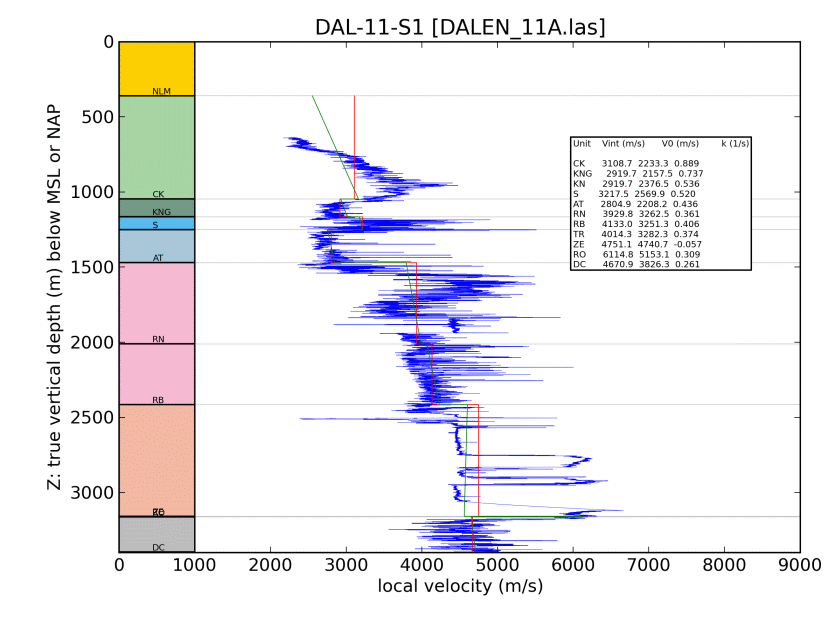 DAL-11-S1 [DALEN_11A.las]
Z: true vertical depth (m) below MSL or NAP
0
500
1000
1500
2000
2500
3000
NLM
CK
KNG
S
AT
RN
RB
DC
Unit Vint (m/s) V0 (m/s) k (1/s)
CK 3108.7 2233.3 0.889
KNG 2919.7 2157.5 0.737
KN 2919.7 2376.5 0.536
S 3217.5 2569.9 0.520
AT 2804.9 2208.2 0.436
RN 3929.8 3262.5 0.361
RB 4133.0 3251.3 0.406
TR 4014.3 3282.3 0.374
ZE 4751.1 4740.7 -0.057
RO 6114.8 5153.1 0.309
DC 4670.9 3826.3 0.261
0 1000 2000 3000 4000 5000 6000 7000 8000 9000
local velocity (m/s)